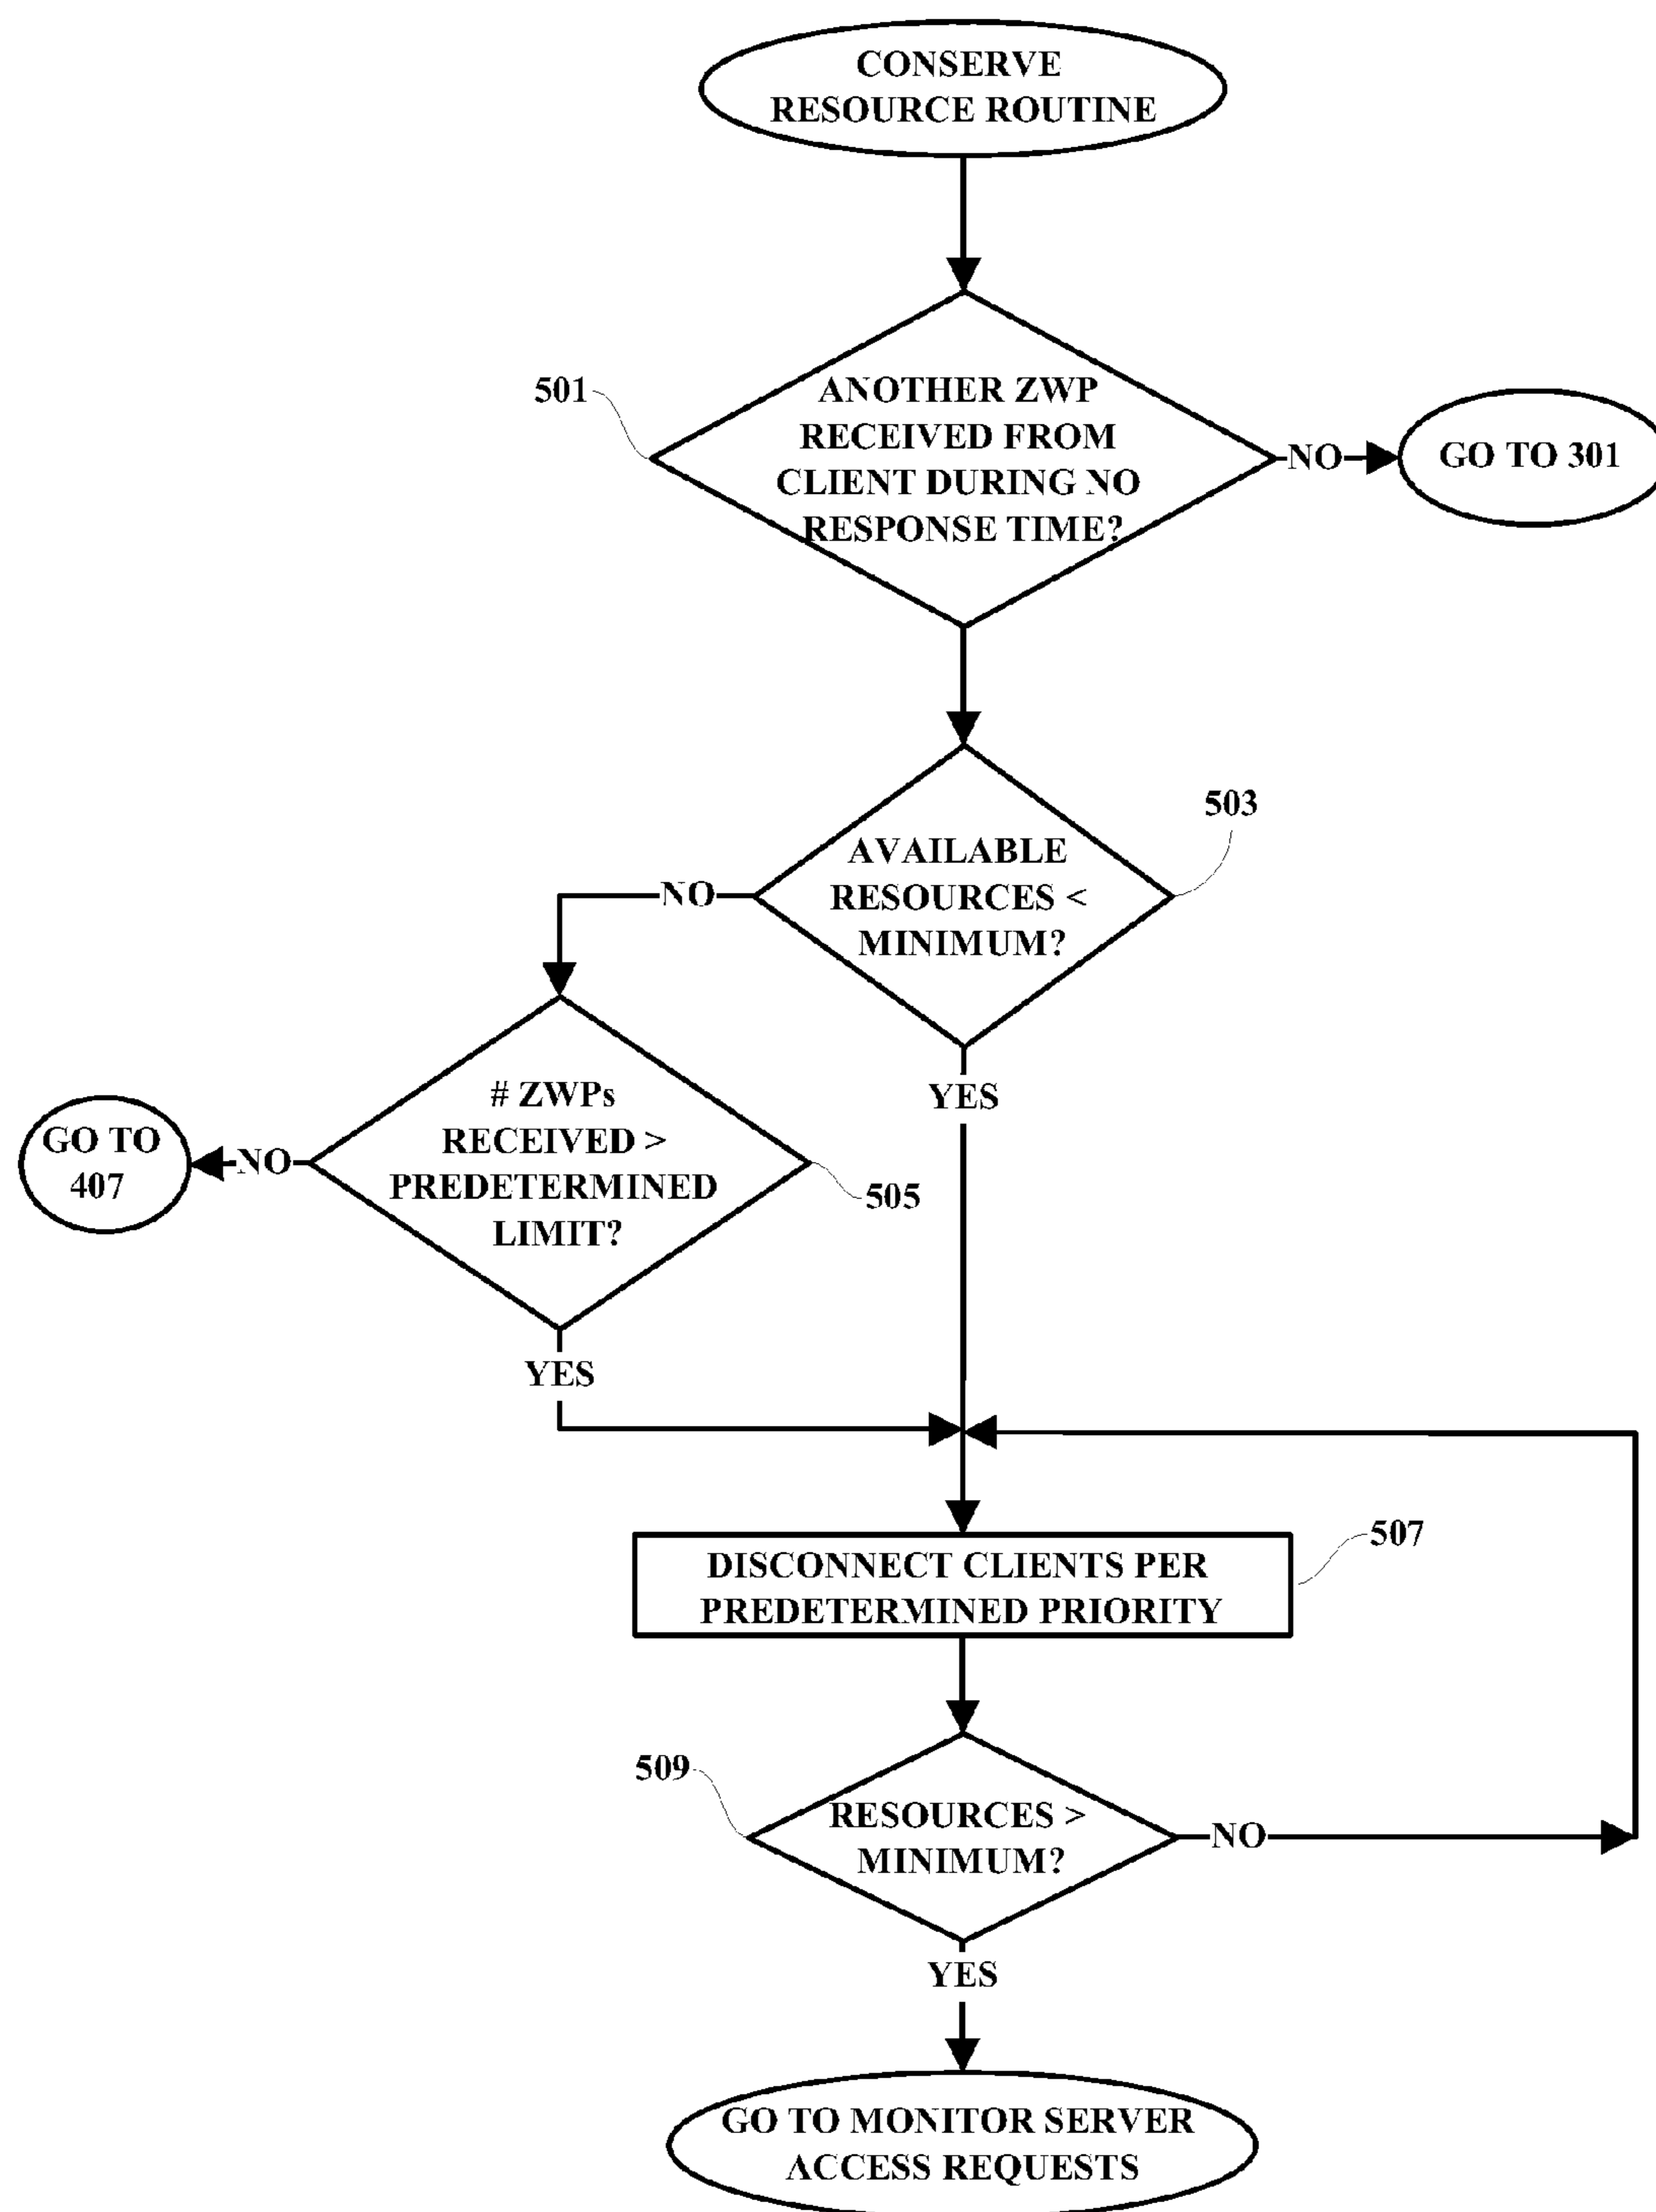 CONSERVE
RESOURCE ROUTINE
501
ANOTHER ZWP
RECEIVED FROM
CLIENT DURING NO
RESPONSE TIME?
NO
GO TO 301
503
AVAILABLE
RESOURCES <
MINIMUM?
NO
YES
# ZWPs
RECEIVED >
PREDETERMINED
LIMIT?
GO TO
407
NO
505
YES
507
DISCONNECT CLIENTS PER
PREDETERMINED PRIORITY
509
RESOURCES >
MINIMUM?
NO
YES
GO TO MONITOR SERVER
ACCESS REQUESTS